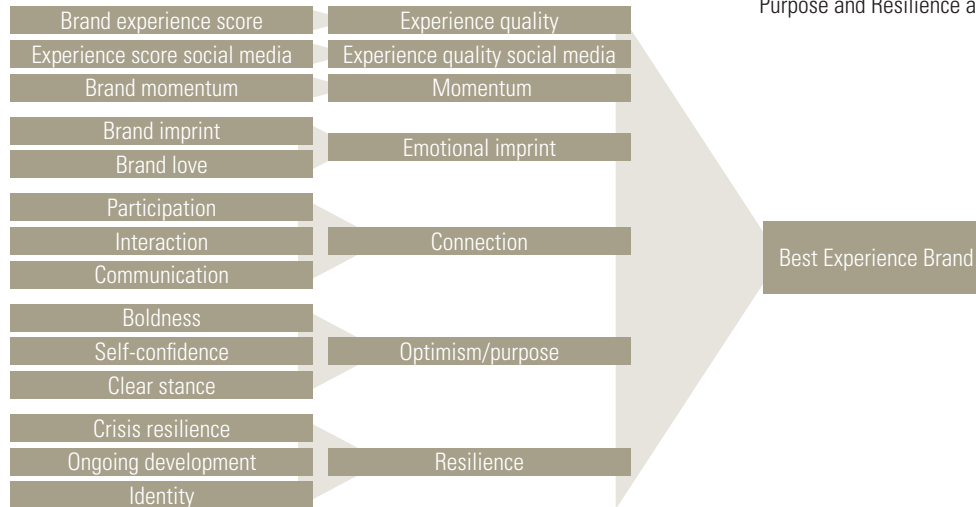 Purpose and Resilience a
Brand experience score
Experience quality
Experience score social media
Experience quality social media
Brand momentum
Momentum
Brand imprint
Brand love
Emotional imprint
Participation
Interaction
Communication
Connection
Boldness
Self-confidence
Clear stance
Optimism/purpose
Crisis resilience
Ongoing development
Identity
Resilience
Best Experience Brand